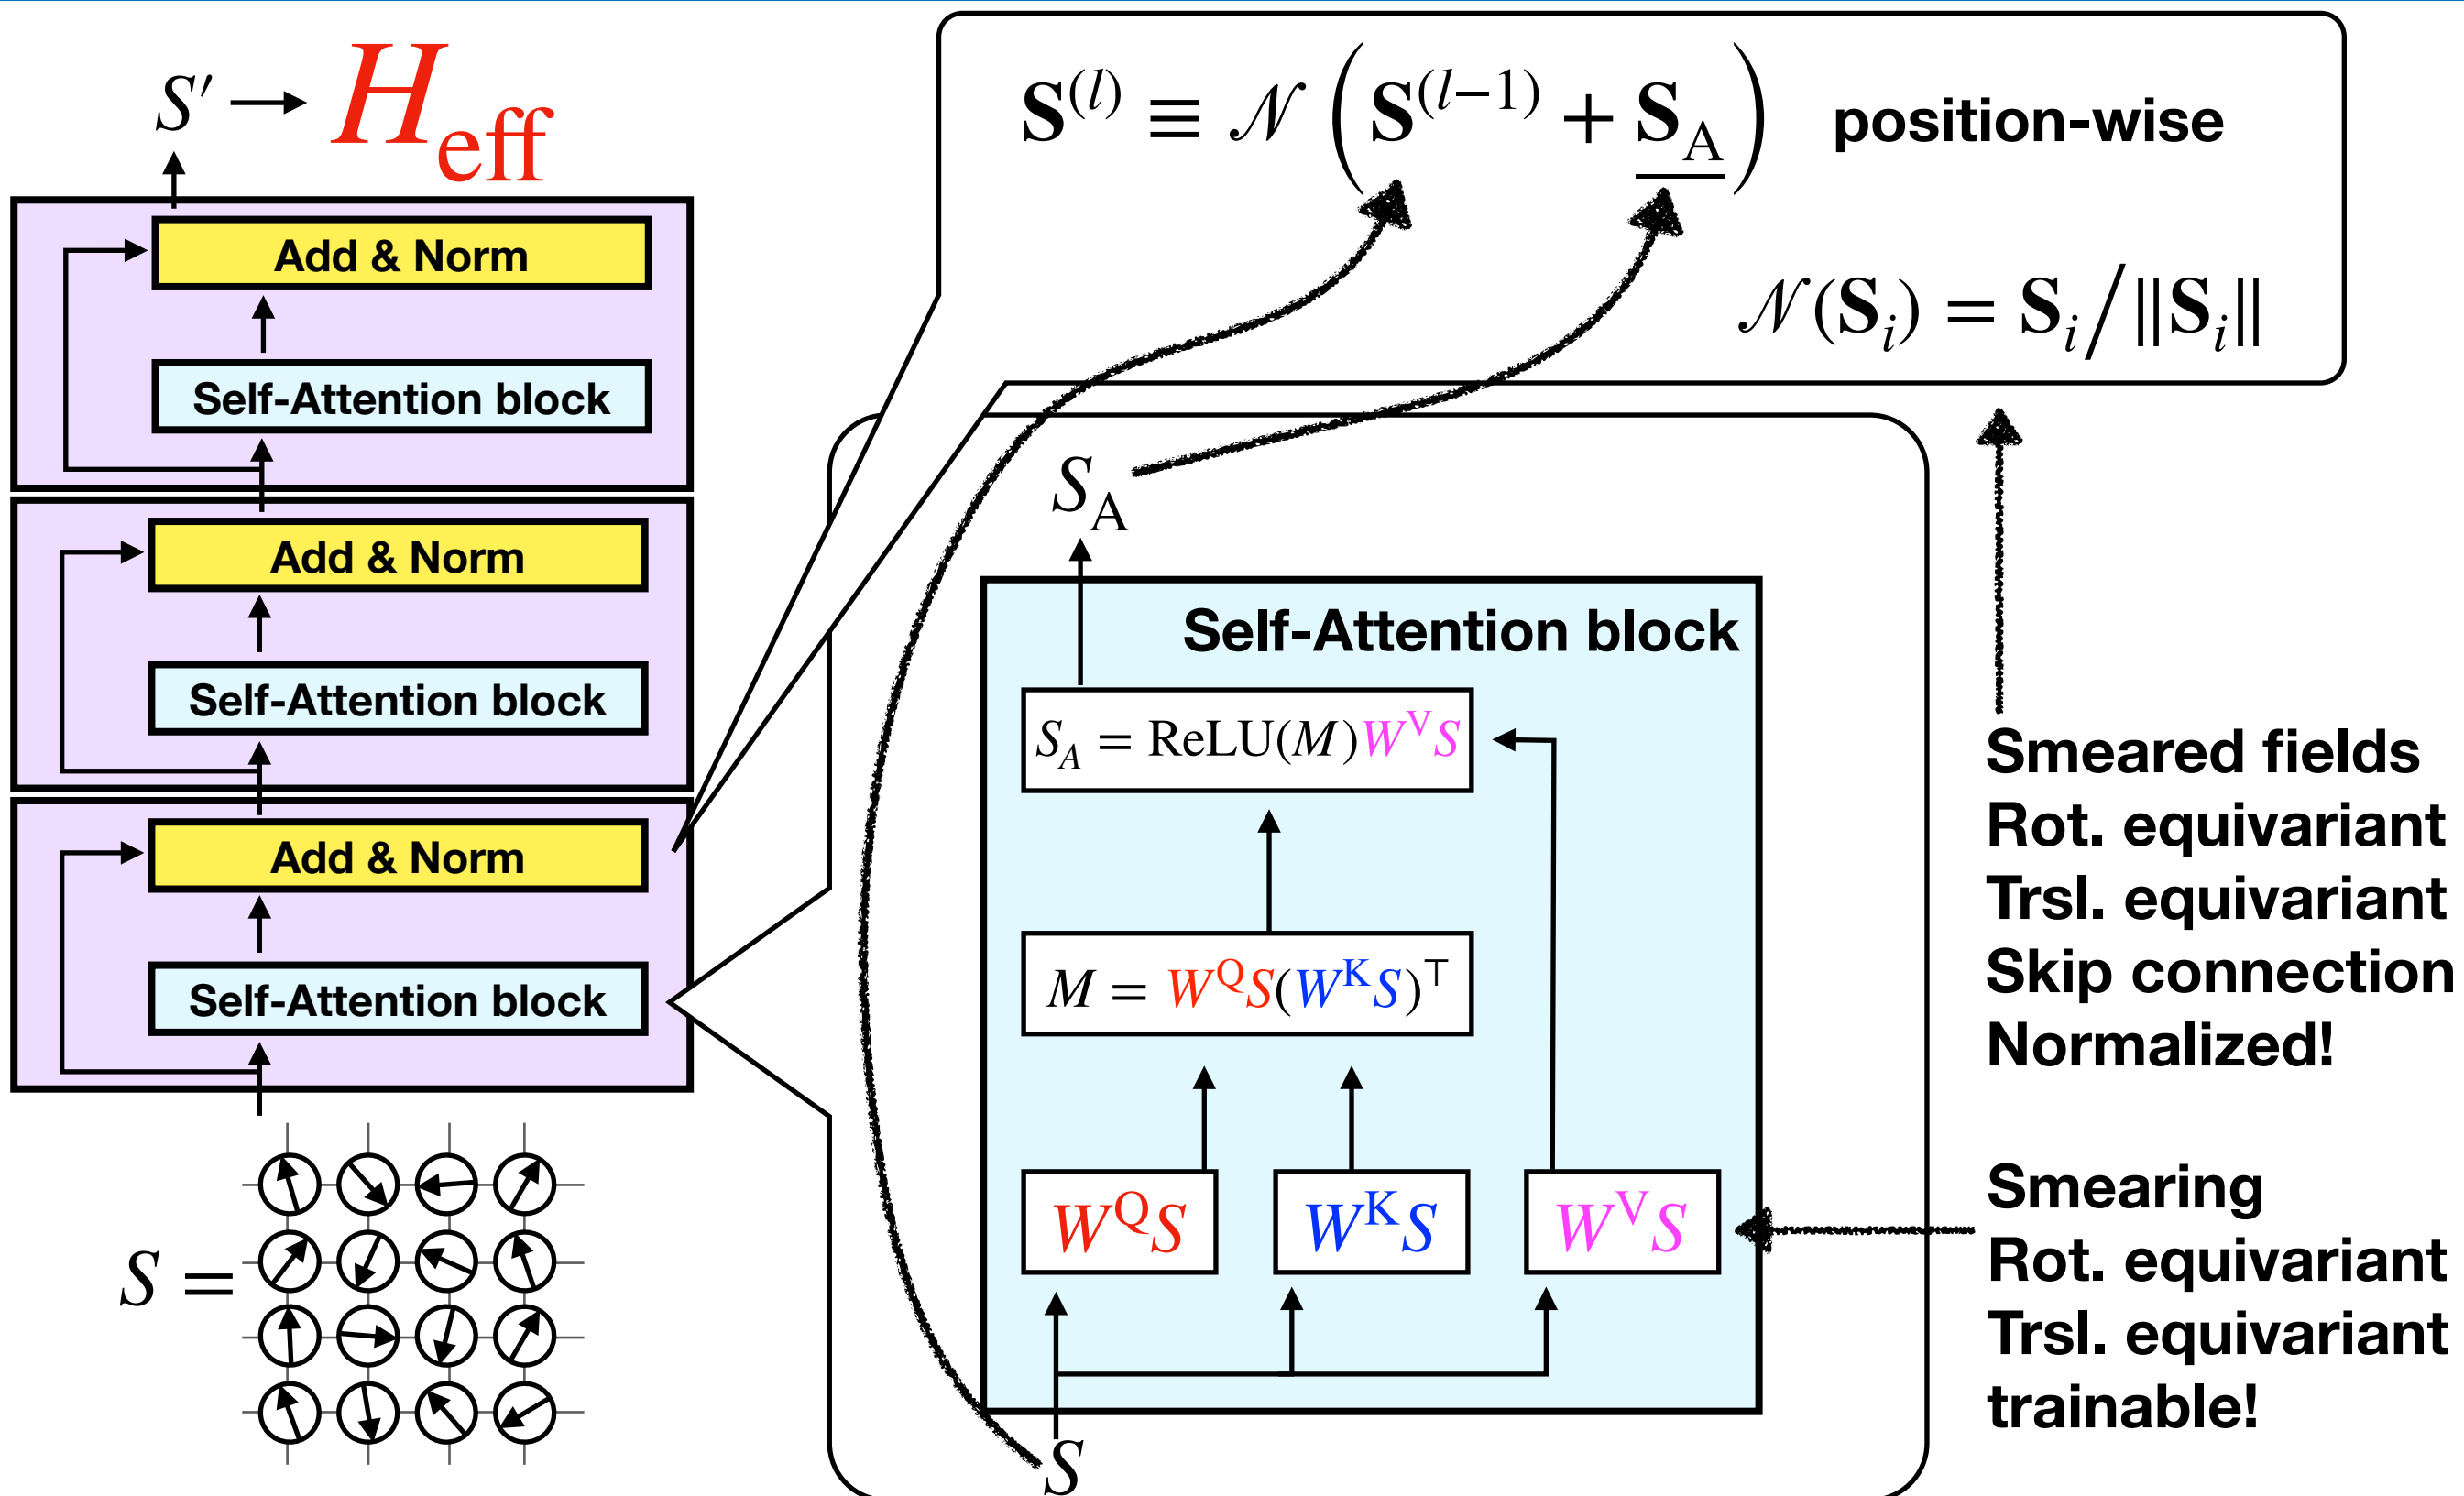 S′ → H_eff
Add & Norm
Self-Attention block
Add & Norm
Self-Attention block
Add & Norm
Self-Attention block
S =
S^(l) ≡ 𝒩 ( S^(l−1) + S_A ) position-wise
𝒩(S_i) = S_i / ‖S_i‖
S_A
Self-Attention block
S_A = ReLU(M)W^V S
M = W^Q S(W^K S)^⊤
W^Q S
W^K S
W^V S
S
Smeared fields
Rot. equivariant
Trsl. equivariant
Skip connection
Normalized!
Smearing
Rot. equivariant
Trsl. equivariant
trainable!